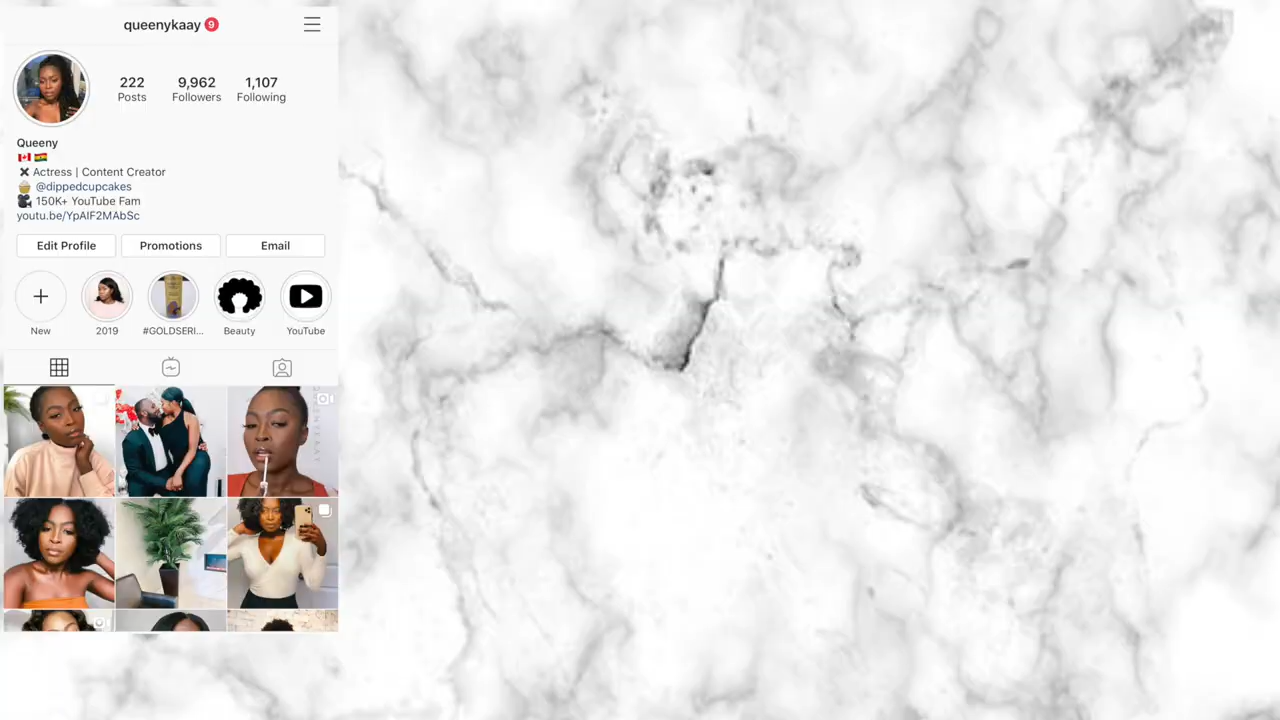 queenykaay 9
222 9,962 1,107
Posts Followers Following
Queeny
Actress | Content Creator
@dippedcupcakes
150K+ YouTube Fam
youtu.be/YpAIF2MAbSc
Edit Profile Promotions Email
New 2019 #GOLDSERI... Beauty YouTube